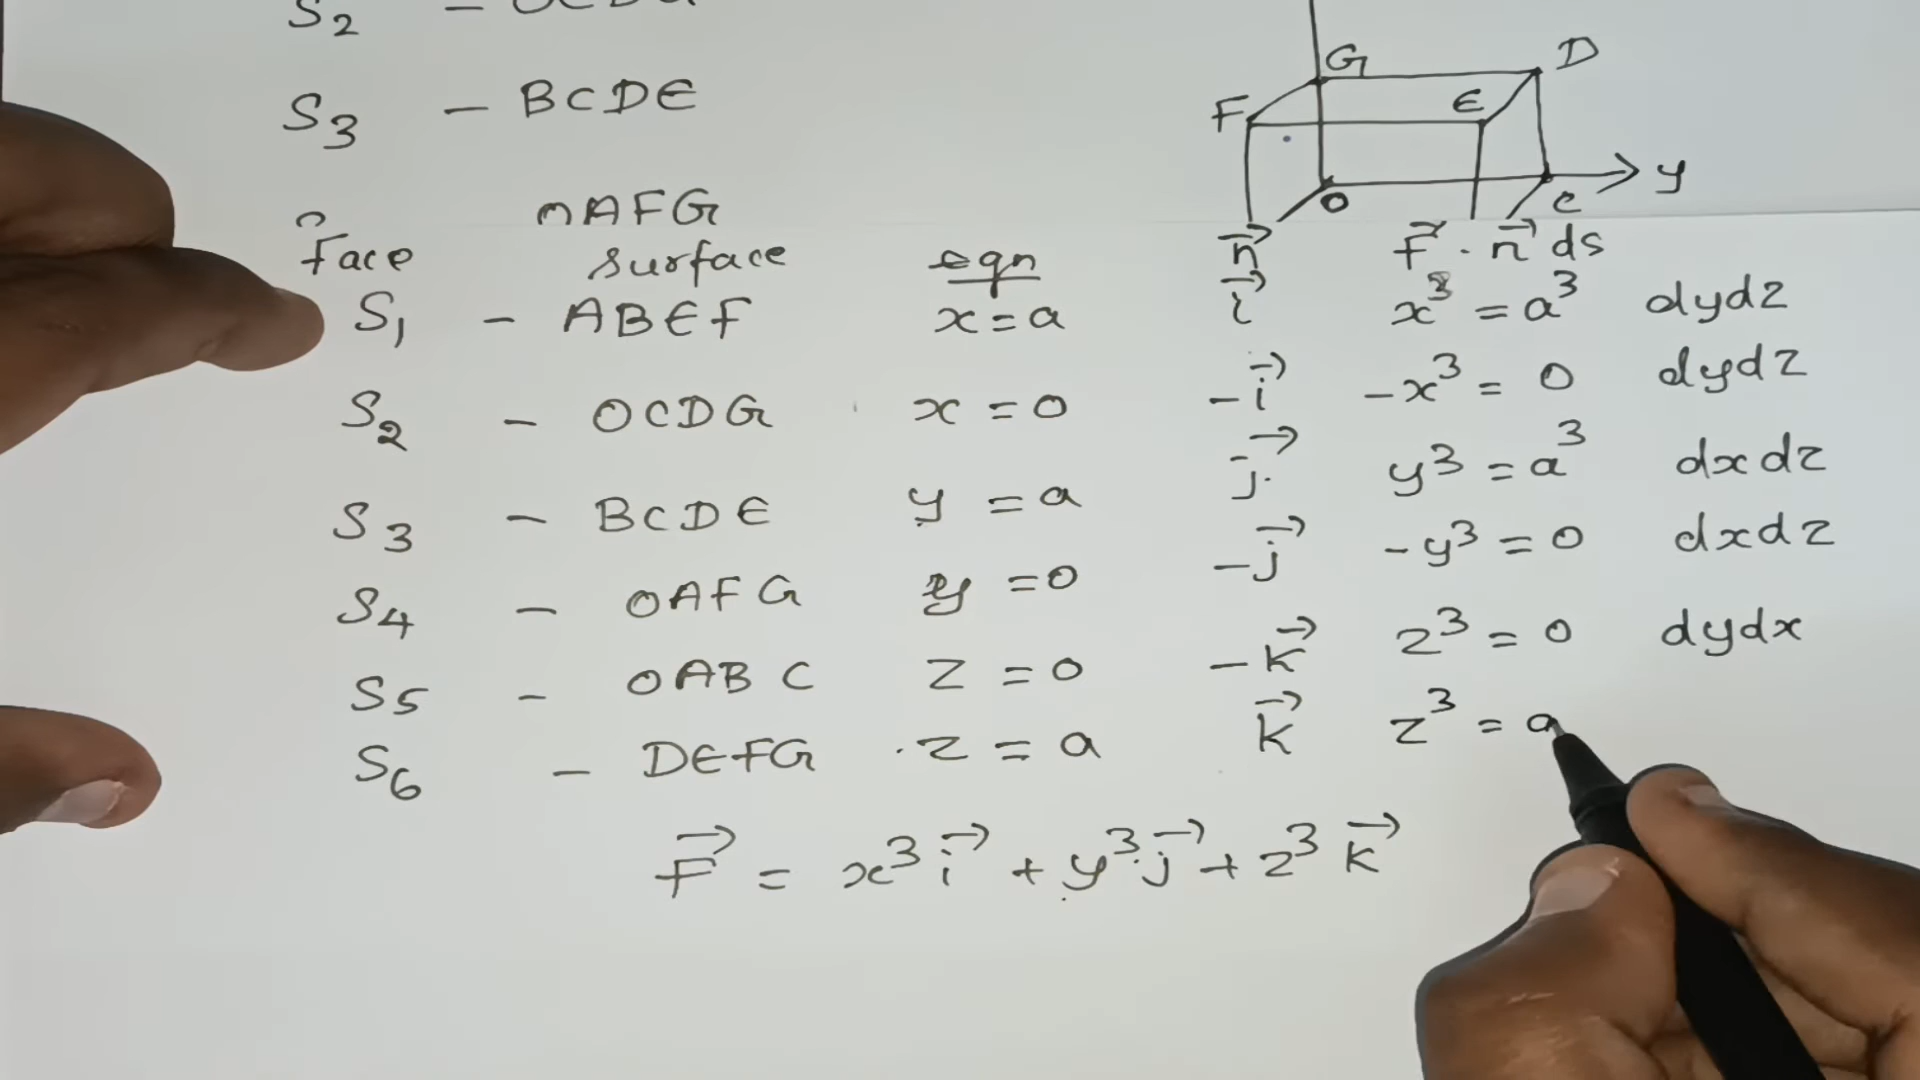 S2 - OCDG
S3 - BCDE
OAFG
G D
F E
O C y
Face surface eqn n⃗ F⃗ . n⃗ ds
S1 - ABEF x = a i⃗ x³ = a³ dydz
S2 - OCDG x = 0 -i⃗ -x³ = 0 dydz
S3 - BCDE y = a j⃗ y³ = a³ dxdz
S4 - OAFG y = 0 -j⃗ -y³ = 0 dxdz
S5 - OABC z = 0 -k⃗ z³ = 0 dydx
S6 - DEFG z = a k⃗ z³ = a
F⃗ = x³ i⃗ + y³ j⃗ + z³ k⃗